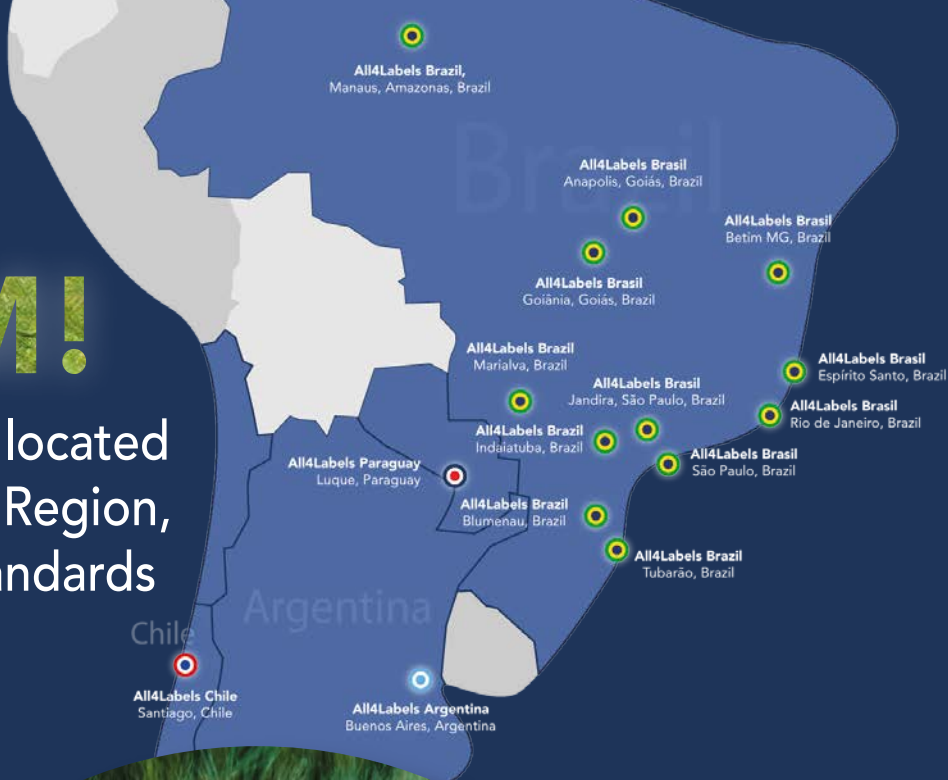 All4Labels Brazil,
Manaus, Amazonas, Brazil
Brazil
All4Labels Brasil
Anapolis, Goiás, Brazil
All4Labels Brasil
Betim MG, Brazil
All4Labels Brasil
Goiânia, Goiás, Brazil
M!
located
Region,
andards
All4Labels Brazil
Marialva, Brazil
All4Labels Brasil
Espírito Santo, Brazil
All4Labels Brasil
Jandira, São Paulo, Brazil
All4Labels Brasil
Rio de Janeiro, Brazil
All4Labels Brazil
Indaiatuba, Brazil
All4Labels Brasil
São Paulo, Brazil
All4Labels Paraguay
Luque, Paraguay
All4Labels Brazil
Blumenau, Brazil
All4Labels Brazil
Tubarão, Brazil
Argentina
Chile
All4Labels Chile
Santiago, Chile
All4Labels Argentina
Buenos Aires, Argentina